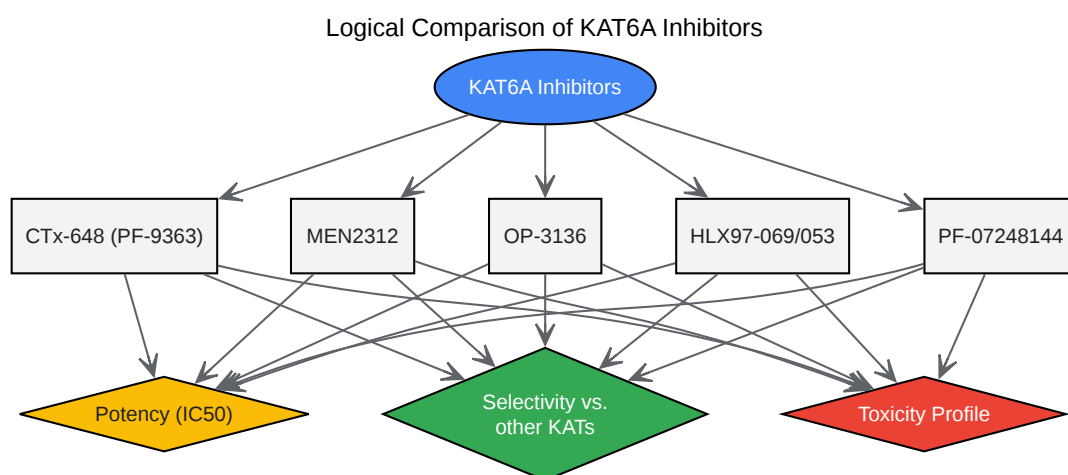 Logical Comparison of KAT6A Inhibitors
KAT6A Inhibitors
CTx-648 (PF-9363)
MEN2312
OP-3136
HLX97-069/053
PF-07248144
Potency (IC50)
Selectivity vs.
other KATs
Toxicity Profile